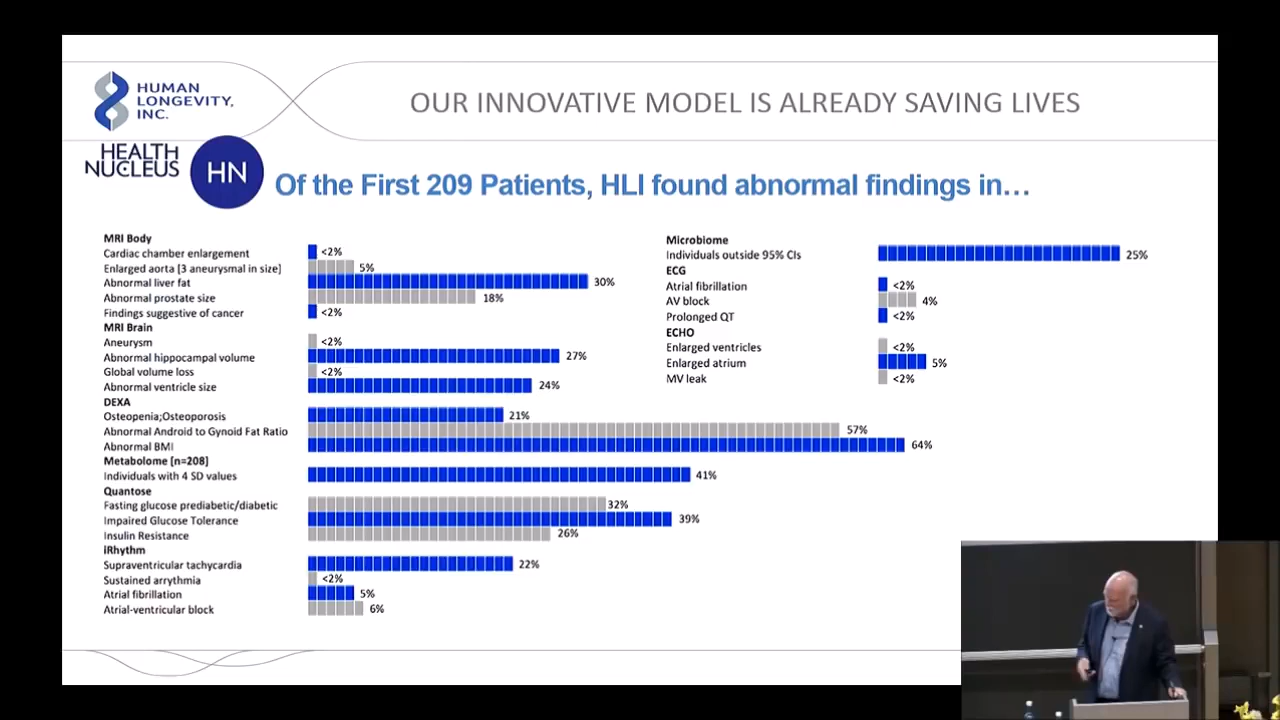 HUMAN
LONGEVITY,
INC.
OUR INNOVATIVE MODEL IS ALREADY SAVING LIVES
HEALTH
NUCLEUS
HN
Of the First 209 Patients, HLI found abnormal findings in…
MRI Body
Cardiac chamber enlargement <2%
Enlarged aorta [3 aneurysmal in size] 5%
Abnormal liver fat 30%
Abnormal prostate size 18%
Findings suggestive of cancer <2%
MRI Brain
Aneurysm <2%
Abnormal hippocampal volume 27%
Global volume loss <2%
Abnormal ventricle size 24%
DEXA
Osteopenia;Osteoporosis 21%
Abnormal Android to Gynoid Fat Ratio 57%
Abnormal BMI 64%
Metabolome [n=208]
Individuals with 4 SD values 41%
Quantose
Fasting glucose prediabetic/diabetic 32%
Impaired Glucose Tolerance 39%
Insulin Resistance 26%
iRhythm
Supraventricular tachycardia 22%
Sustained arrythmia <2%
Atrial fibrillation 5%
Atrial-ventricular block 6%
Microbiome
Individuals outside 95% CIs 25%
ECG
Atrial fibrillation <2%
AV block 4%
Prolonged QT <2%
ECHO
Enlarged ventricles <2%
Enlarged atrium 5%
MV leak <2%